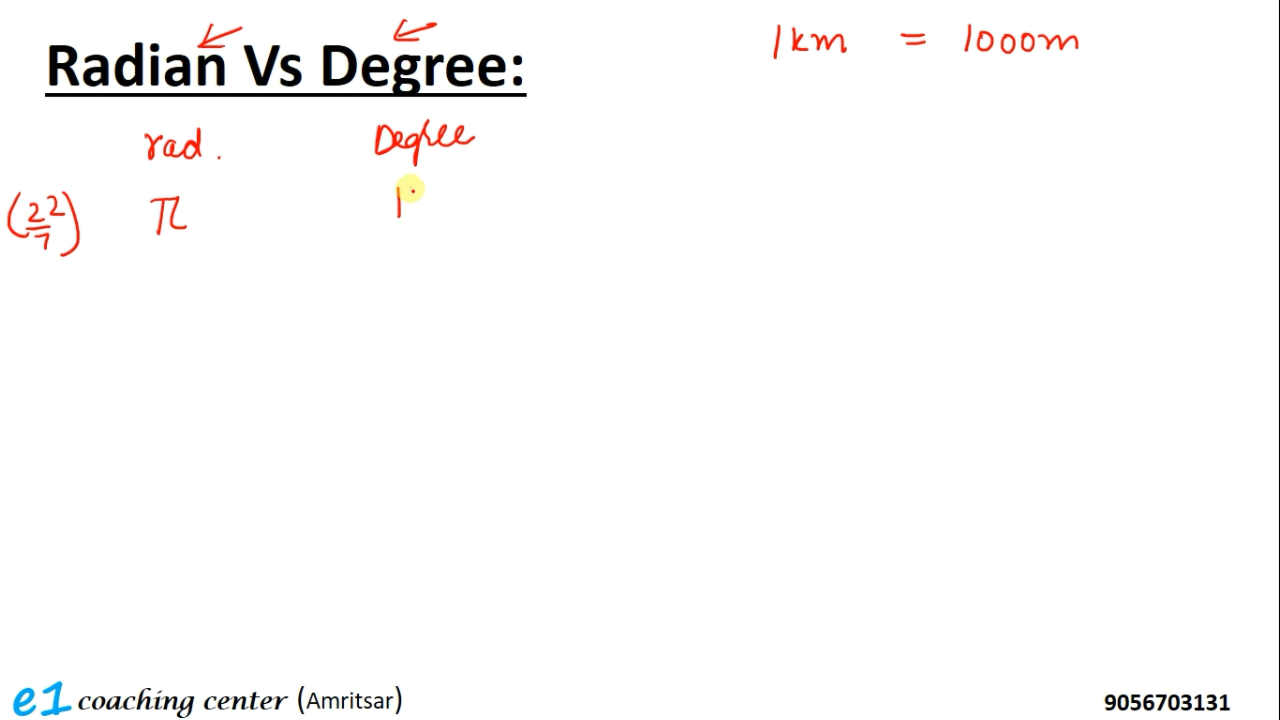 Radian Vs Degree:
1km = 1000m
rad. Degree
(22/7) π 1
e1 coaching center (Amritsar)
9056703131